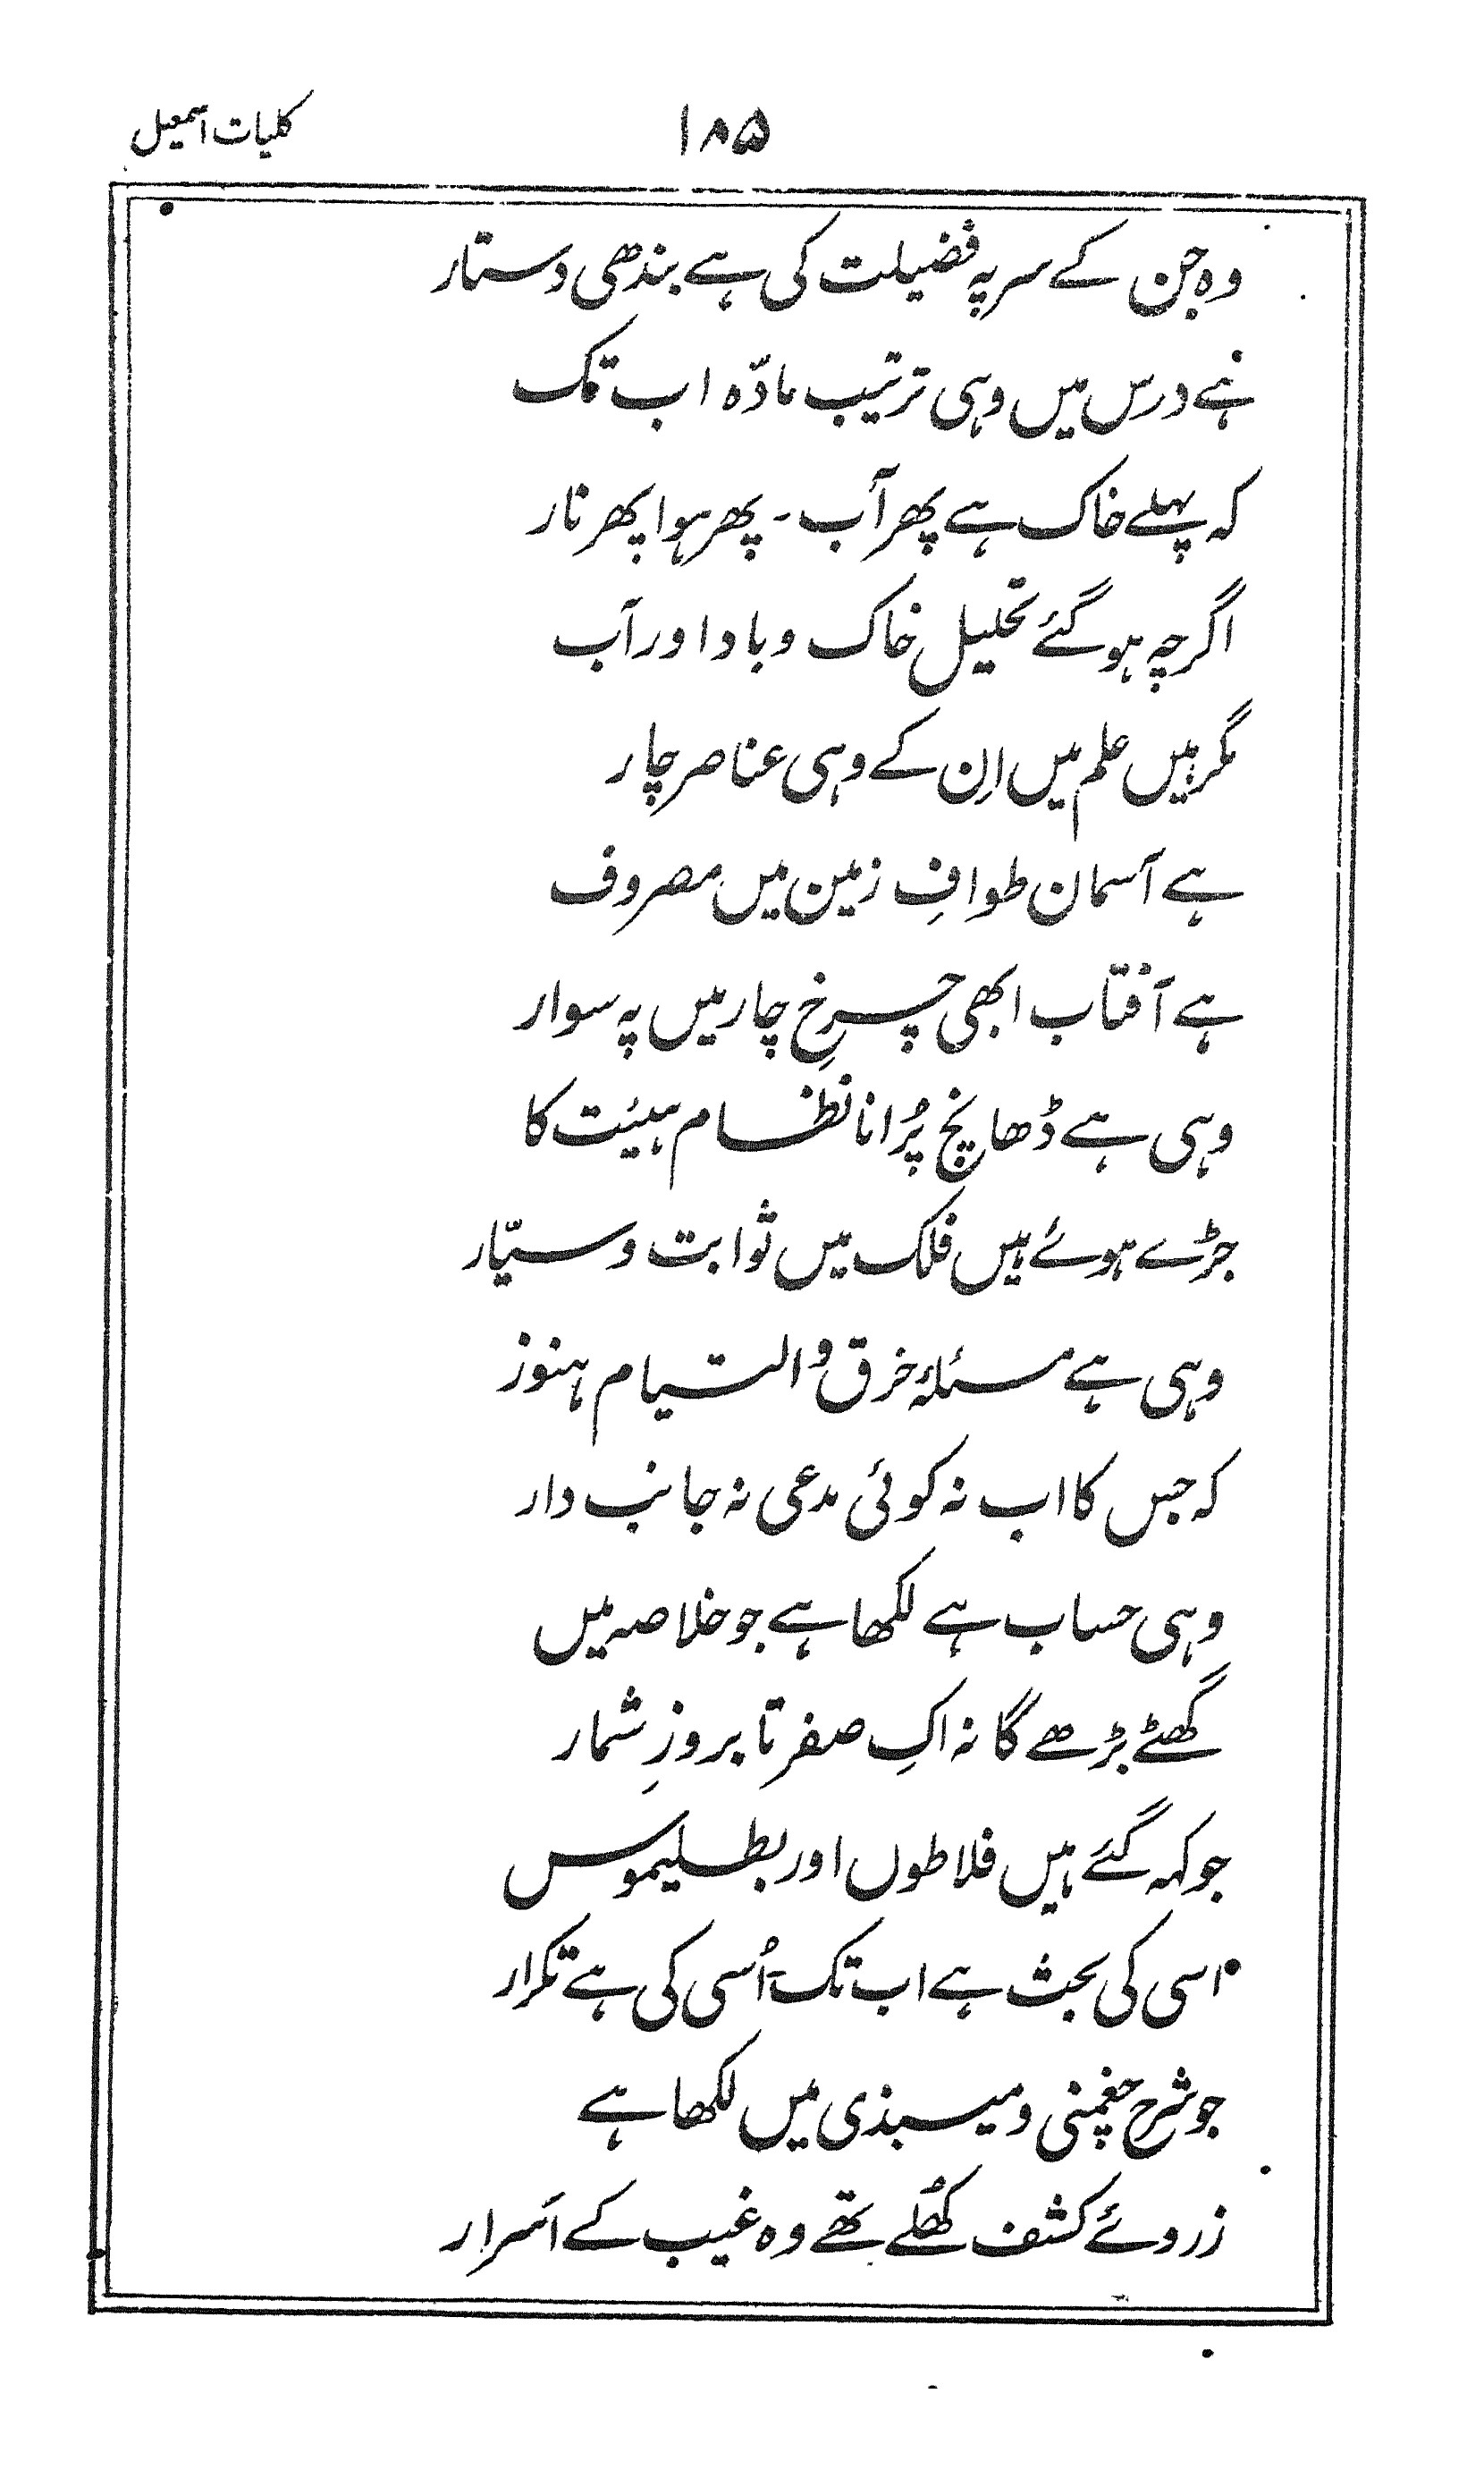 ۱۸۵ کلیات اسمعیل
وہ جن کے سر پہ فضیلت کی ہے بندھی دستار
ہے درس میں وہی ترتیب مادّہ اب تک
کہ پہلے خاک ہے پھر آب - پھر ہوا پھر نار
اگرچہ ہو گئے تحلیل خاک و باد اور آب
مگر ہیں علم میں اِن کے وہی عناصر چار
ہے آسمان طوافِ زمین میں مصروف
ہے آفتاب ابھی چرخِ چارمیں پہ سوار
وہی ہے ڈھانچ پُرانا نظام ہیئت کا
جڑے ہوئے ہیں فلک میں ثوابت و سیّار
وہی ہے مسئلۂ خرق و التیام ہنوز
کہ جس کا اب نہ کوئی مدعی نہ جانب دار
وہی حساب ہے لکھا ہے جو خلاصہ میں
گھٹے بڑھے گا نہ اکِ صفر تا بروزِ شمار
جو کہہ گئے ہیں فلاطوں اور بطلیموس
اسی کی بحث ہے اب تک۔ اُسی کی ہے تکرار
جو شرح چغمنی و میبذی میں لکھا ہے
زروئے کشف کھُلے تھے وہ غیب کے اَسرار